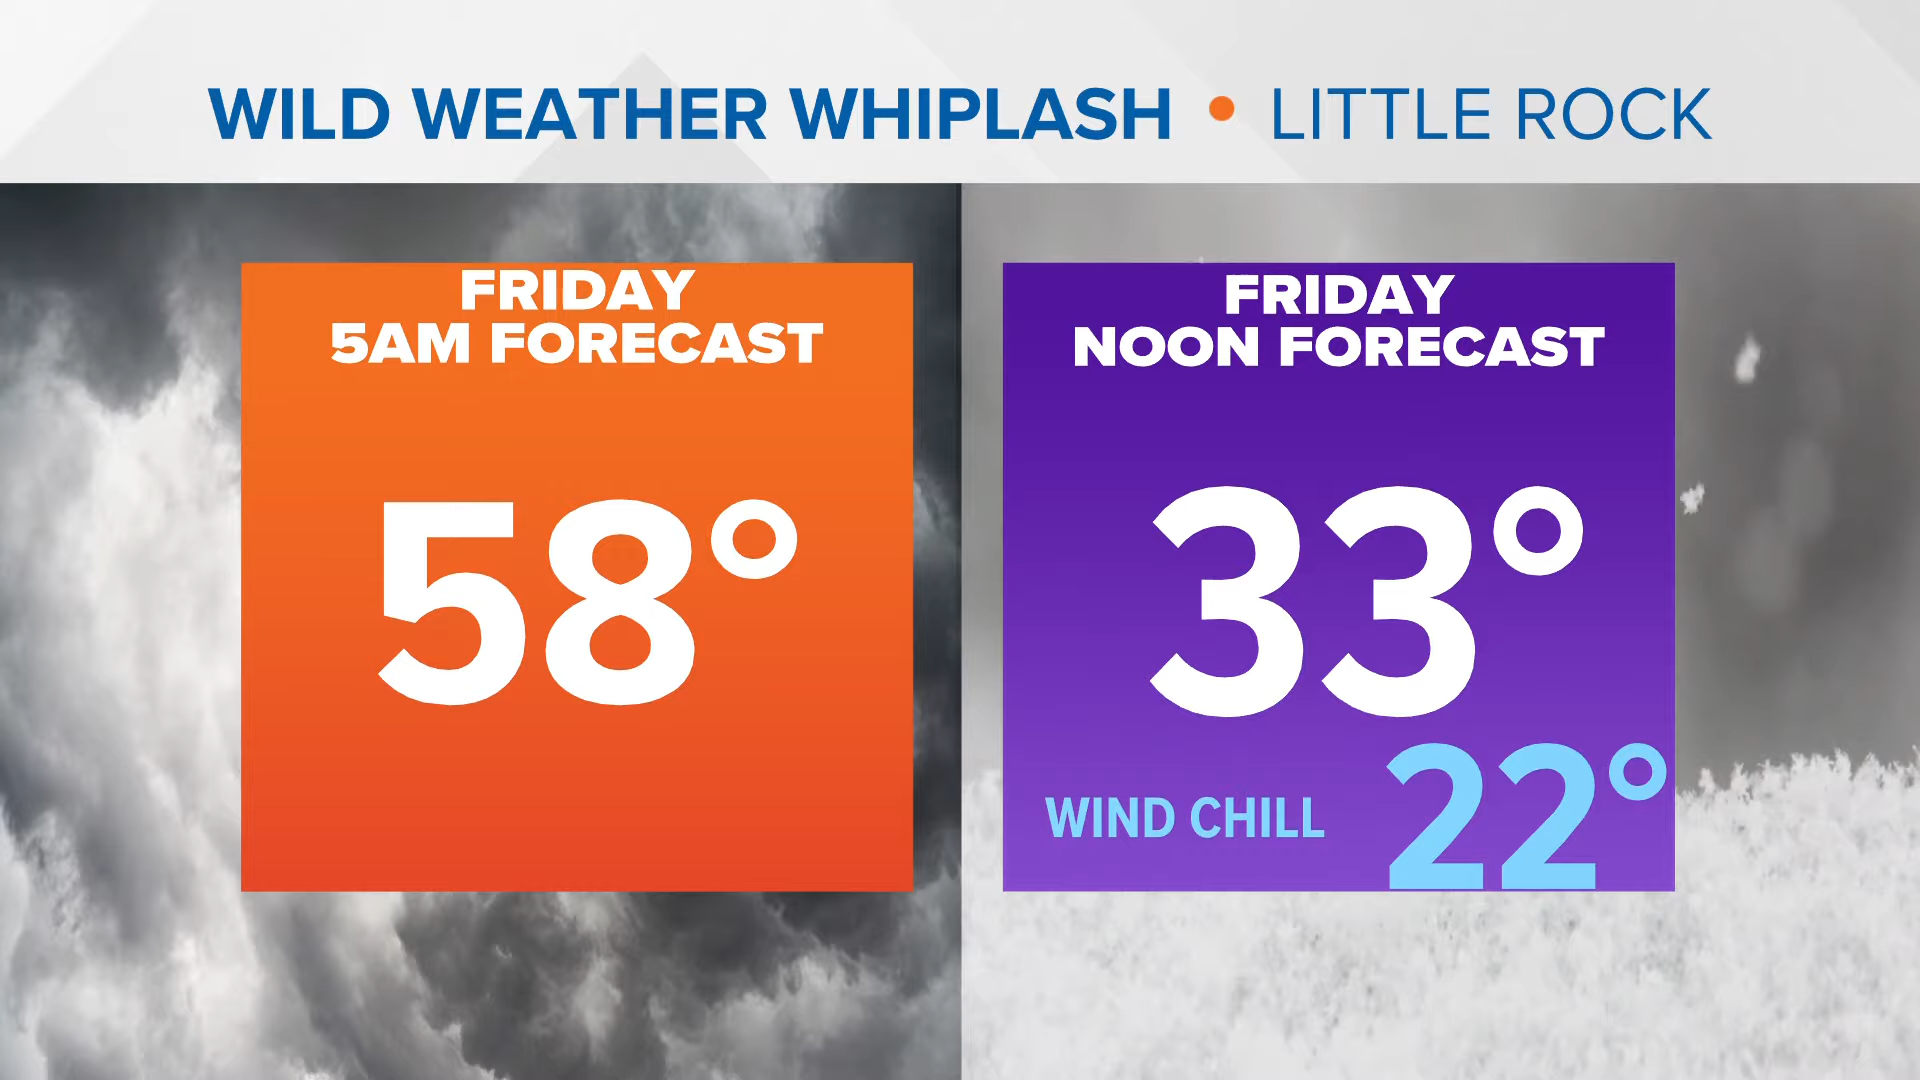 WILD WEATHER WHIPLASH • LITTLE ROCK
FRIDAY
5AM FORECAST
58°
FRIDAY
NOON FORECAST
33°
WIND CHILL 22°